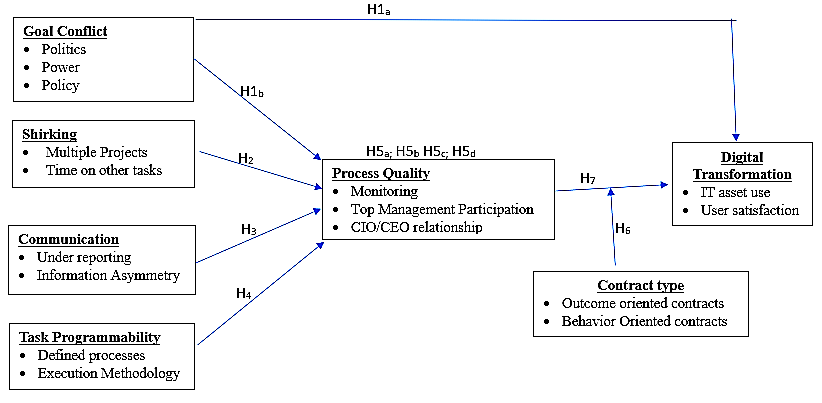 H1a
Goal Conflict
• Politics
• Power
• Policy
H1b
Shirking
• Multiple Projects
• Time on other tasks
H2
H5a; H5b H5c; H5d
Process Quality
• Monitoring
• Top Management Participation
• CIO/CEO relationship
H7
Digital
Transformation
• IT asset use
• User satisfaction
Communication
• Under reporting
• Information Asymmetry
H3
H6
H4
Contract type
• Outcome oriented contracts
• Behavior Oriented contracts
Task Programmability
• Defined processes
• Execution Methodology